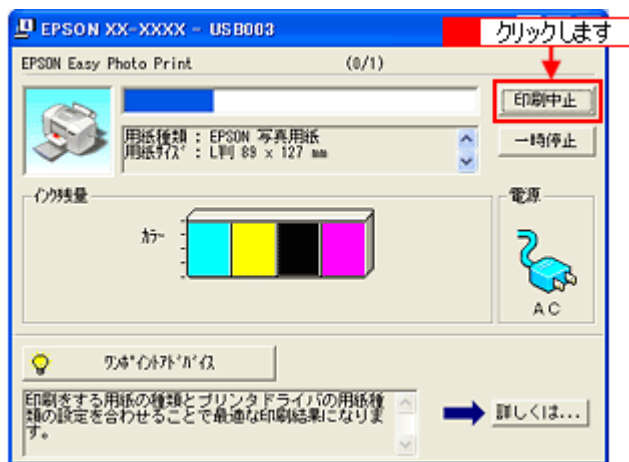 EPSON XX-XXXX - USB003
クリックします
EPSON Easy Photo Print (0/1)
印刷中止
用紙種類 : EPSON 写真用紙
用紙サイズ : L判 89 x 127 mm
一時停止
インク残量
電源
カラー
AC
ワンポイントアドバイス
印刷をする用紙の種類とプリンタドライバの用紙種
類の設定を合わせることで最適な印刷結果になりま
す。
詳しくは...